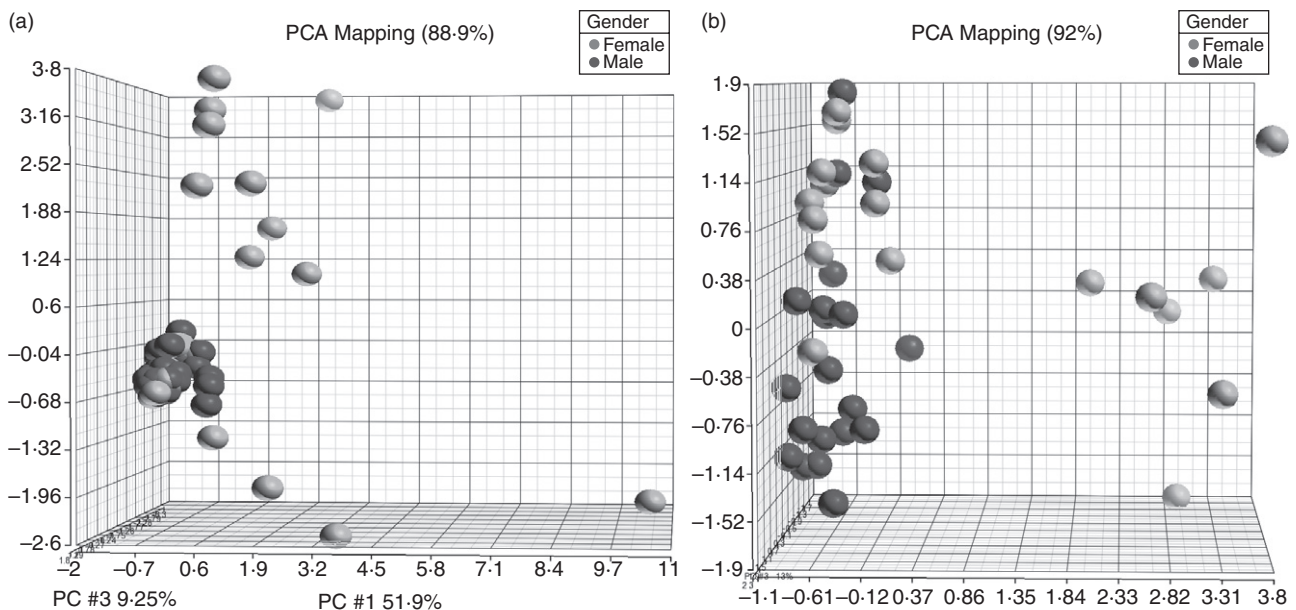 (a)
PCA Mapping (88·9%)
Gender
Female
Male
3·8
3·16
2·52
1·88
1·24
0·6
−0·04
−0·68
−1·32
−1·96
−2·6
−2 −0·7 0·6 1·9 3·2 4·5 5·8 7·1 8·4 9·7 11
PC #3 9·25% PC #1 51·9%
(b)
PCA Mapping (92%)
Gender
Female
Male
1·9
1·52
1·14
0·76
0·38
0
−0·38
−0·76
−1·14
−1·52
−1·9
−1·1 −0·61 −0·12 0·37 0·86 1·35 1·84 2·33 2·82 3·31 3·8